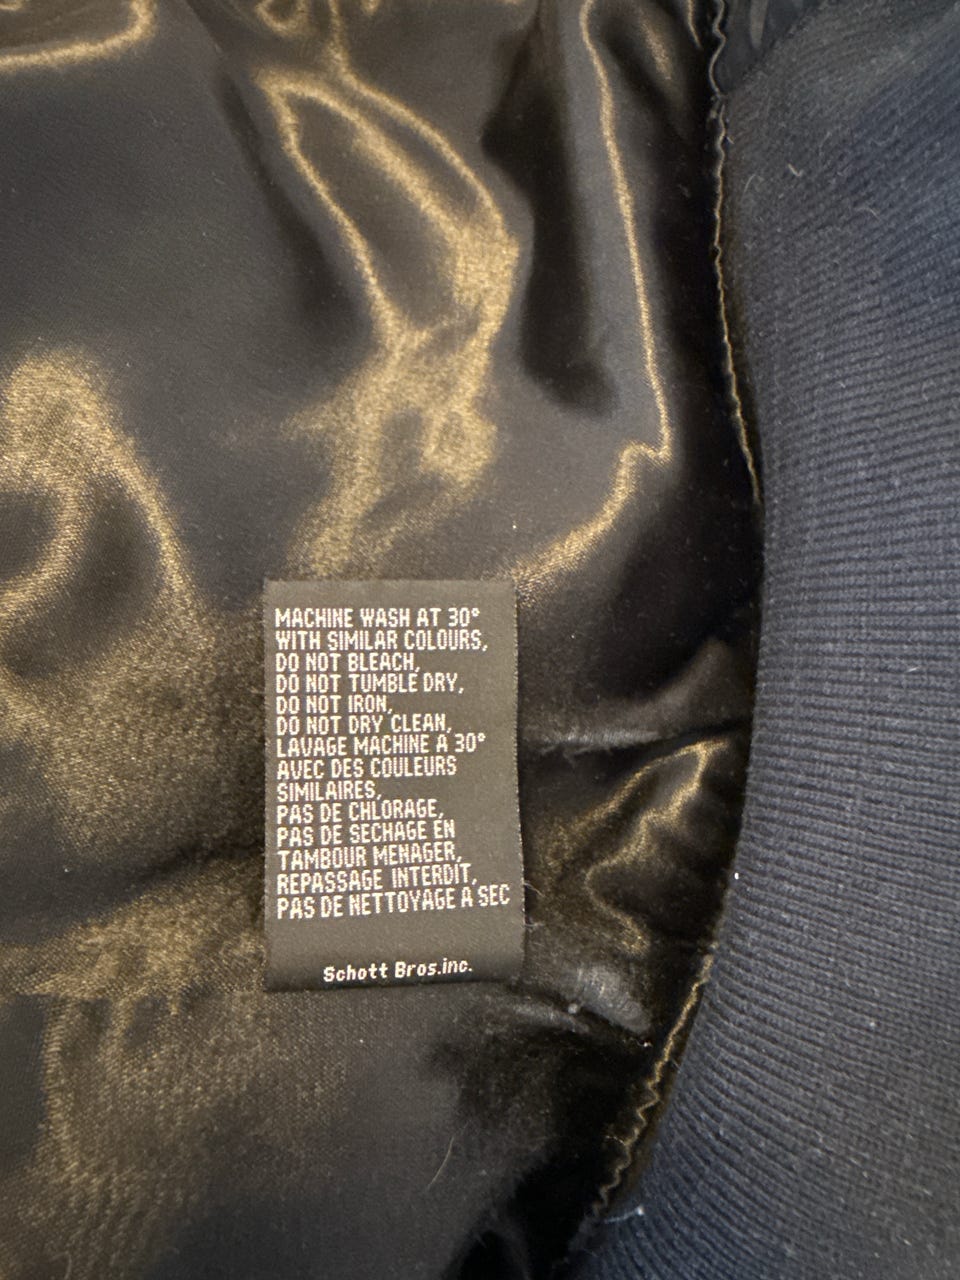 MACHINE WASH AT 30°
WITH SIMILAR COLOURS,
DO NOT BLEACH,
DO NOT TUMBLE DRY,
DO NOT IRON,
DO NOT DRY CLEAN,
LAVAGE MACHINE A 30°
AVEC DES COULEURS
SIMILAIRES,
PAS DE CHLORAGE,
PAS DE SECHAGE EN
TAMBOUR MENAGER,
REPASSAGE INTERDIT,
PAS DE NETTOYAGE A SEC
Schott Bros.inc.